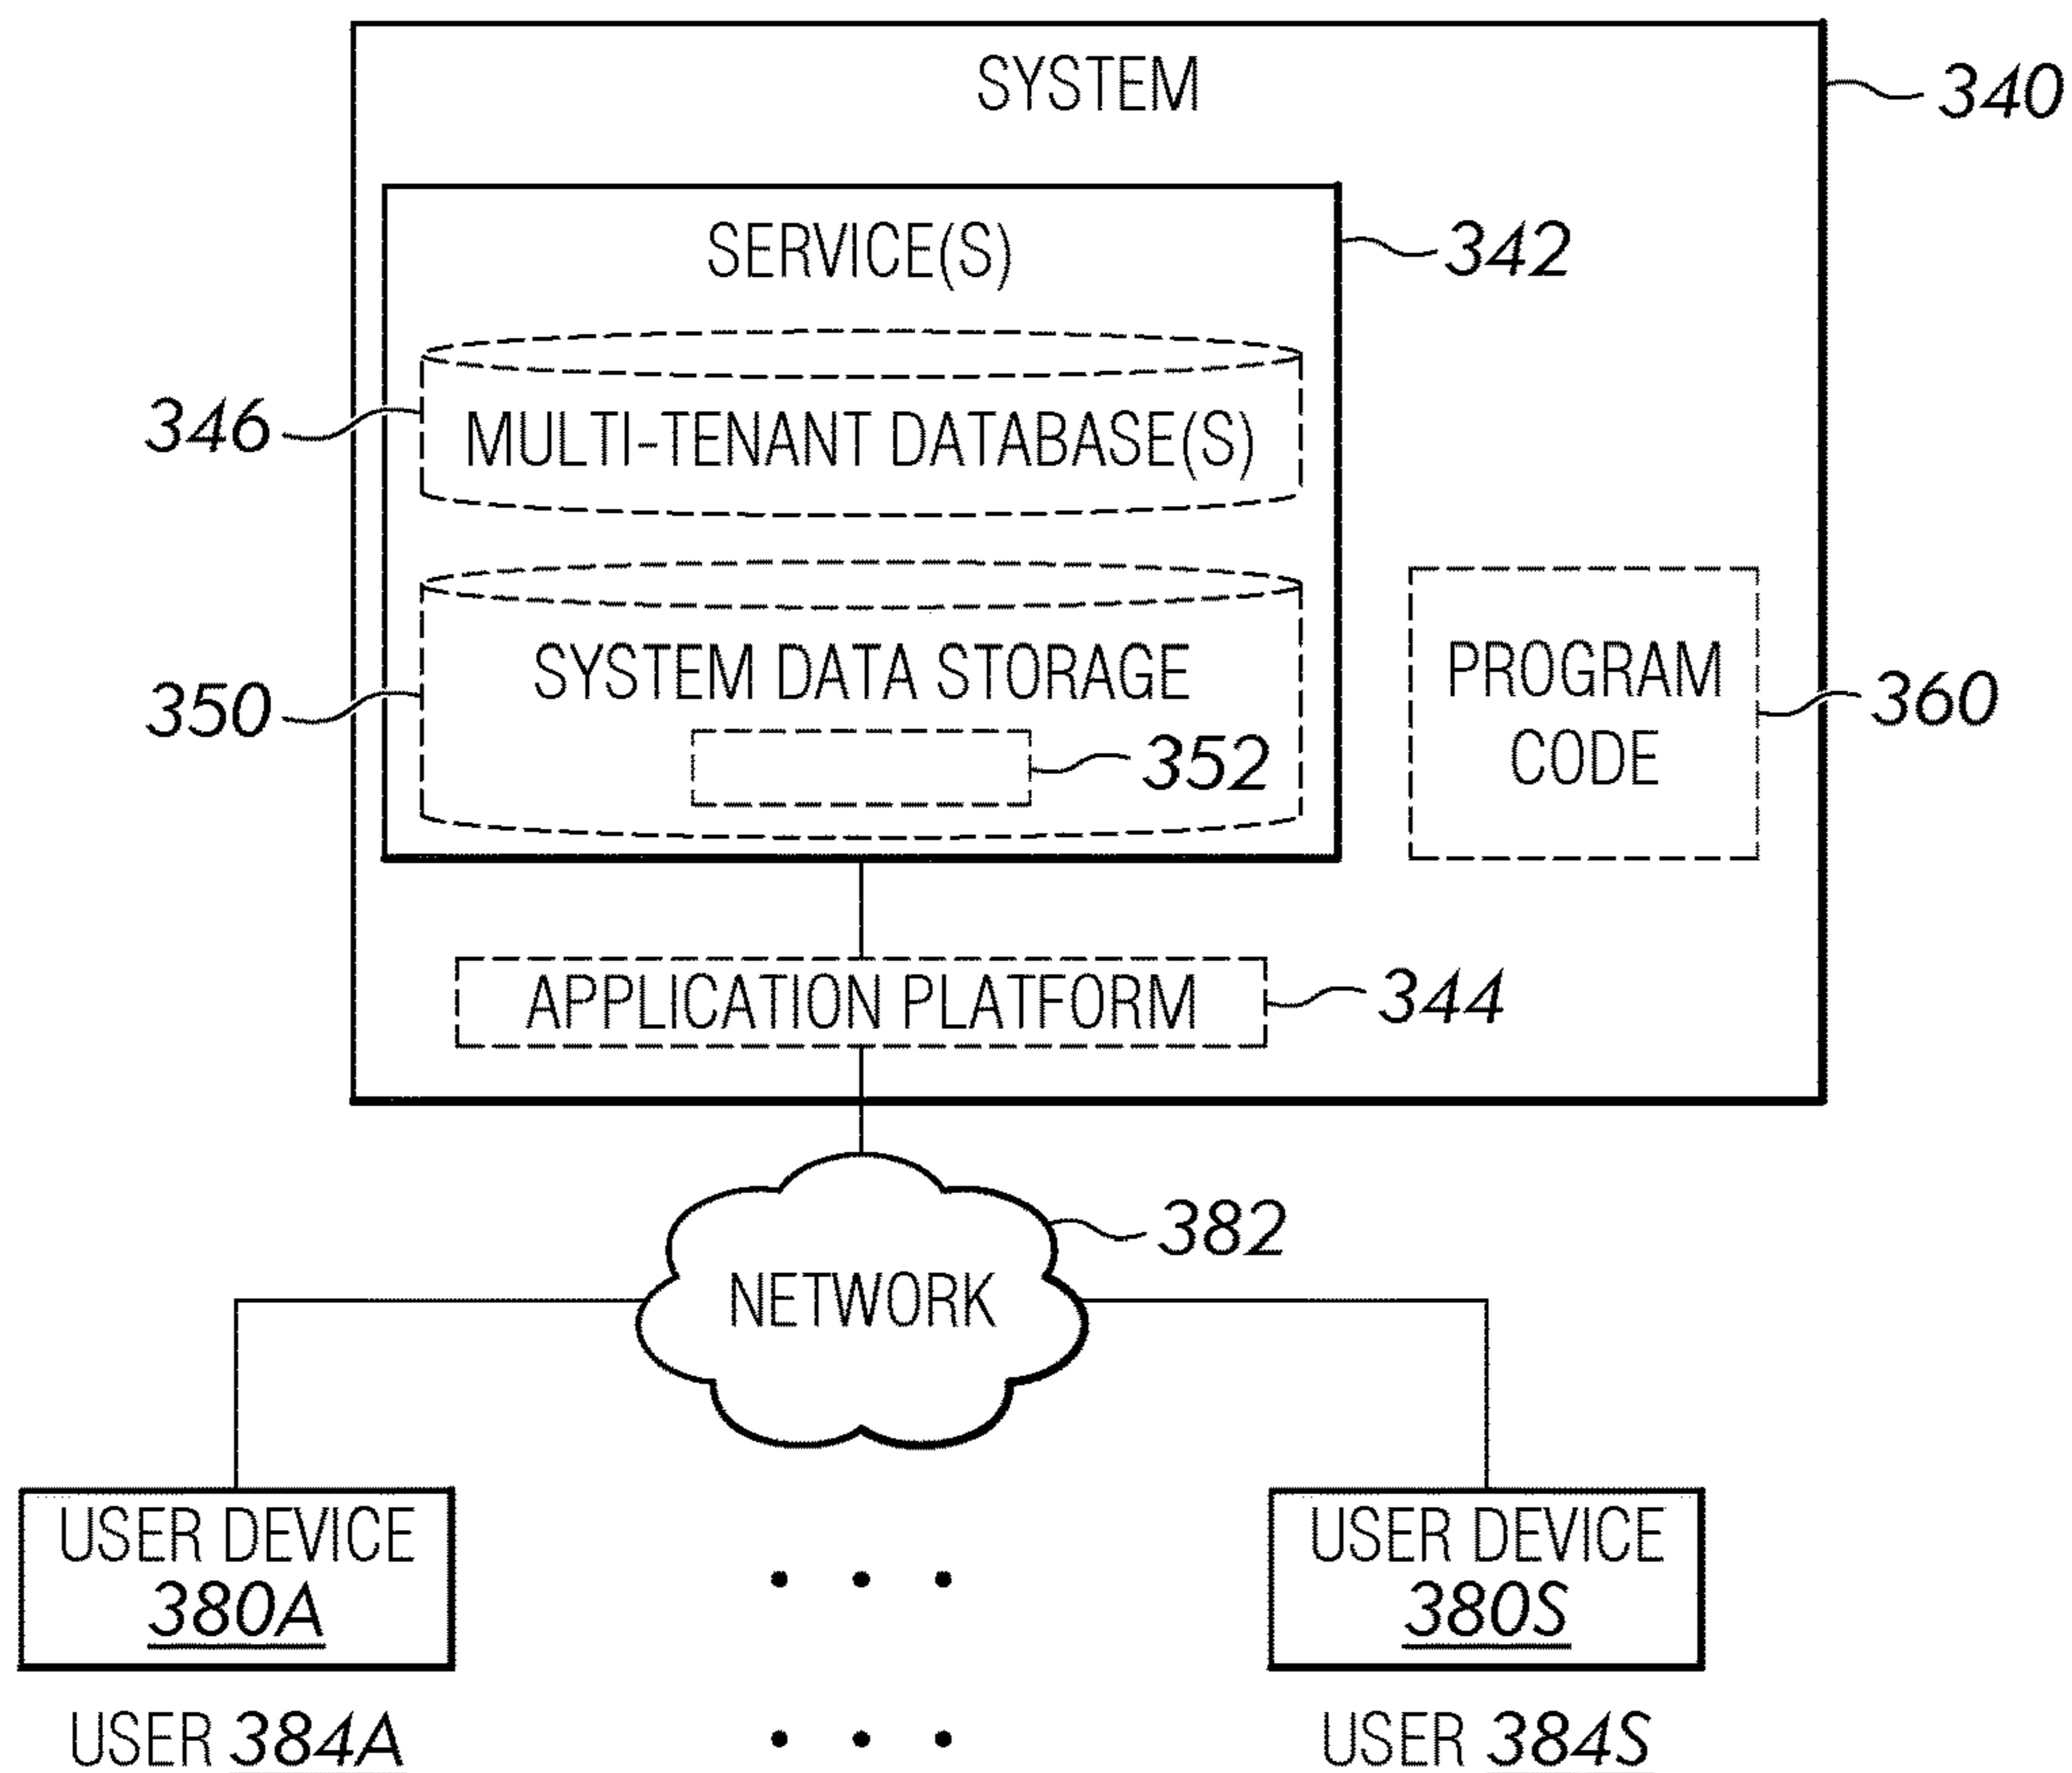 SYSTEM
340
SERVICE(S)
342
346
MULTI-TENANT DATABASE(S)
350
SYSTEM DATA STORAGE
352
PROGRAM
CODE
360
APPLICATION PLATFORM
344
382
NETWORK
USER DEVICE
380A
USER DEVICE
380S
USER 384A
USER 384S